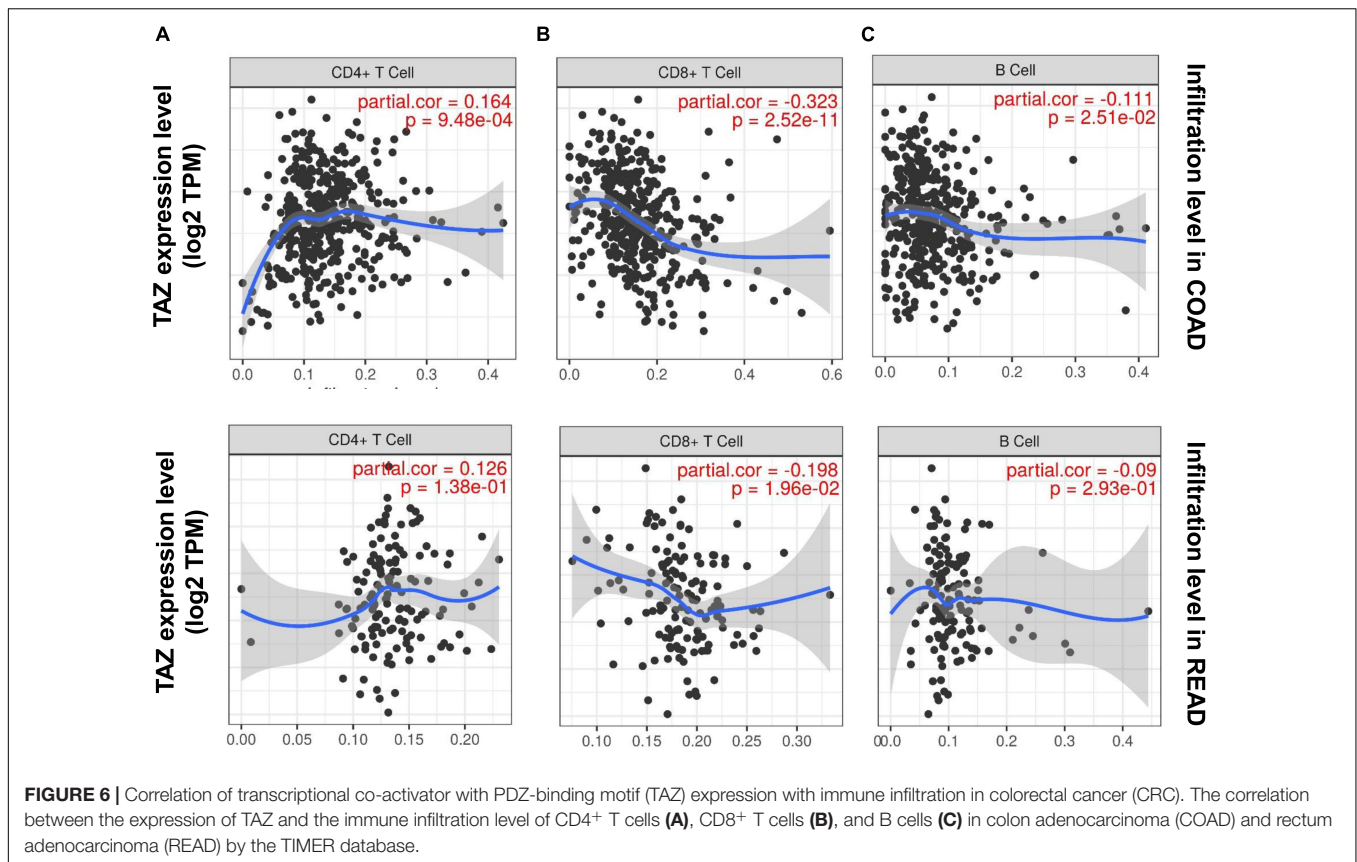 A
B
C
CD4+ T Cell
CD8+ T Cell
B Cell
partial.cor = 0.164
p = 9.48e-04
partial.cor = -0.323
p = 2.52e-11
partial.cor = -0.111
p = 2.51e-02
TAZ expression level
(log2 TPM)
Infiltration level in COAD
0.0 0.1 0.2 0.3 0.4
0.0 0.2 0.4 0.6
0.0 0.1 0.2 0.3 0.4
CD4+ T Cell
CD8+ T Cell
B Cell
partial.cor = 0.126
p = 1.38e-01
partial.cor = -0.198
p = 1.96e-02
partial.cor = -0.09
p = 2.93e-01
TAZ expression level
(log2 TPM)
Infiltration level in READ
0.00 0.05 0.10 0.15 0.20
0.10 0.15 0.20 0.25 0.30
0.0 0.1 0.2 0.3 0.4
FIGURE 6 | Correlation of transcriptional co-activator with PDZ-binding motif (TAZ) expression with immune infiltration in colorectal cancer (CRC). The correlation
between the expression of TAZ and the immune infiltration level of CD4+ T cells (A), CD8+ T cells (B), and B cells (C) in colon adenocarcinoma (COAD) and rectum
adenocarcinoma (READ) by the TIMER database.